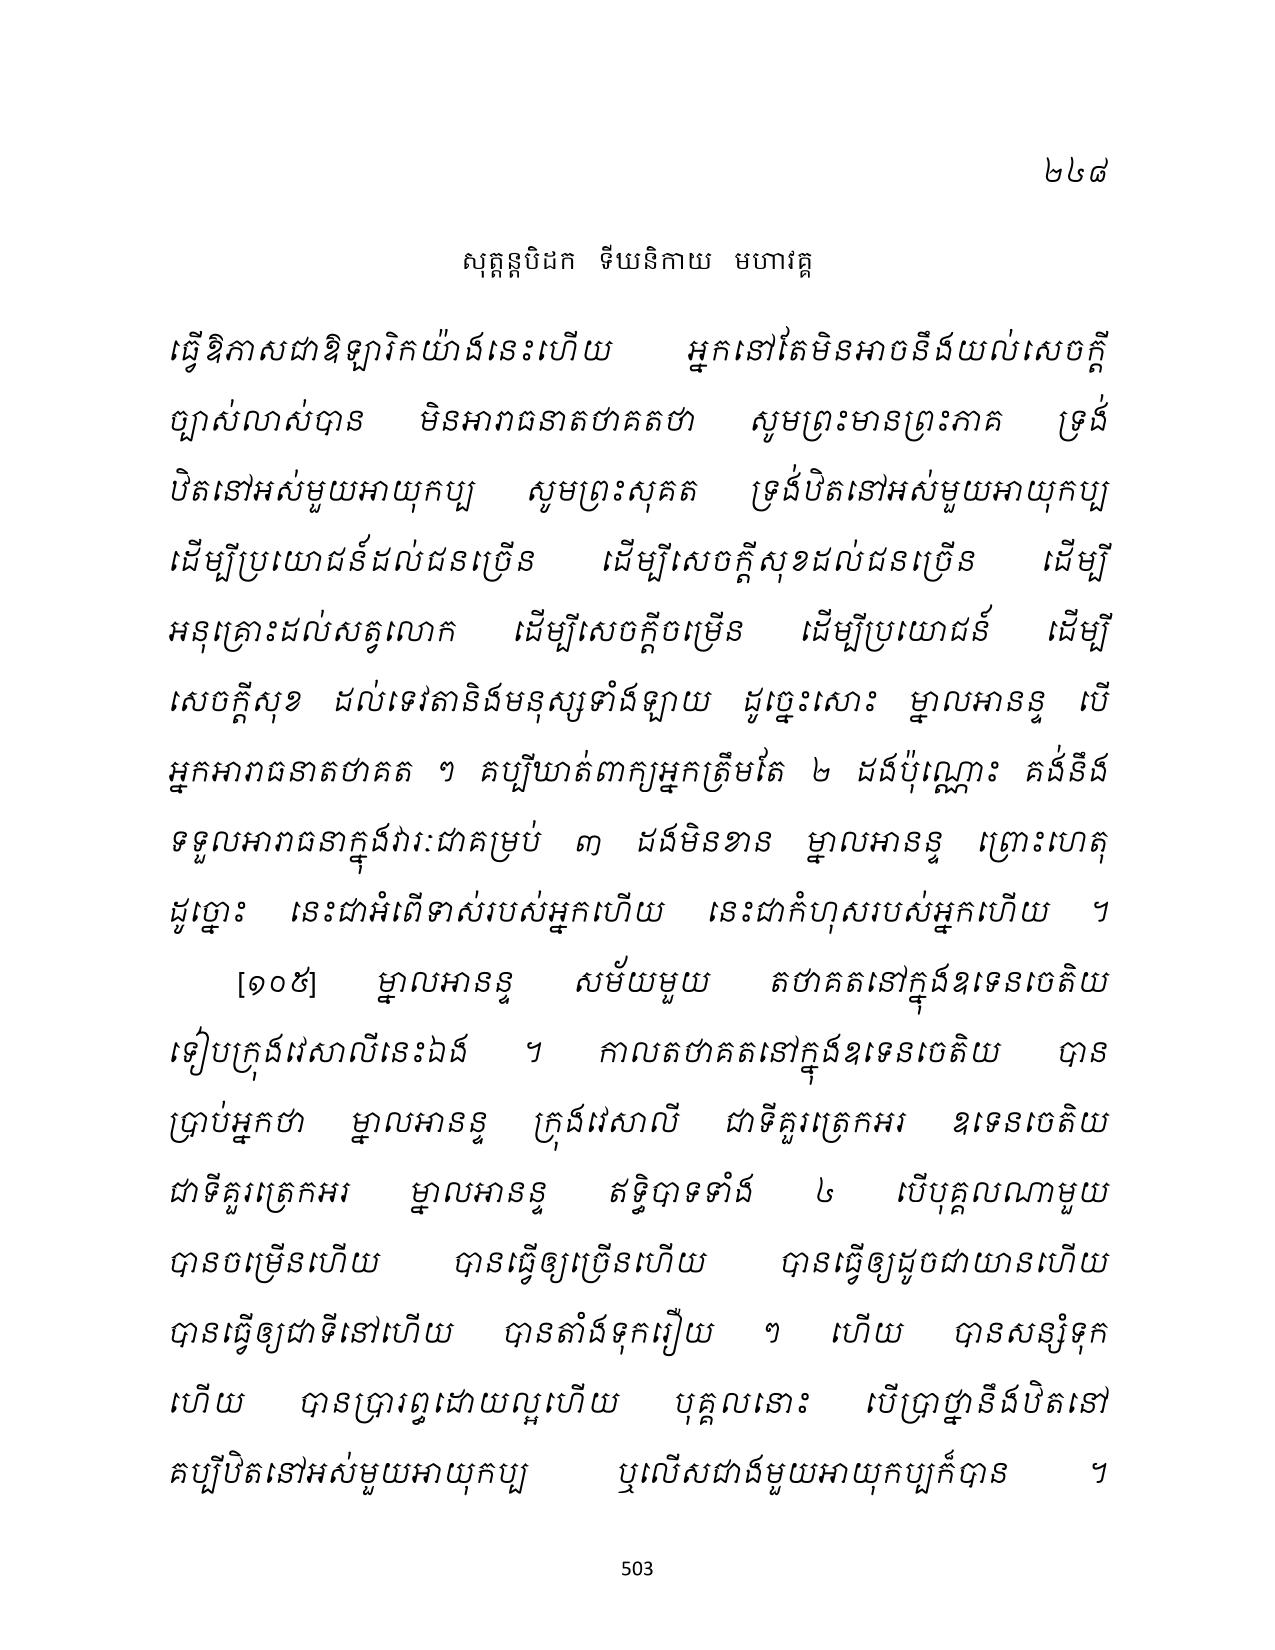 ២៤៨
សុត្តន្តបិដក ទីឃនិកាយ មហាវគ្គ
ធ្វើឱភាសជាឱឡារិកយ៉ាងនេះហើយ អ្នកនៅតែមិនអាចនឹងយល់សេចក្តី
ច្បាស់លាស់បាន មិនអារាធនាតថាគតថា សូមព្រះមានព្រះភាគ ទ្រង់
ឋិតនៅអស់មួយអាយុកប្ប សូមព្រះសុគត ទ្រង់ឋិតនៅអស់មួយអាយុកប្ប
ដើម្បីប្រយោជន៍ដល់ជនច្រើន ដើម្បីសេចក្តីសុខដល់ជនច្រើន ដើម្បី
អនុគ្រោះដល់សត្វលោក ដើម្បីសេចក្តីចម្រើន ដើម្បីប្រយោជន៍ ដើម្បី
សេចក្តីសុខ ដល់ទេវតានិងមនុស្សទាំងឡាយ ដូច្នេះសោះ ម្នាលអានន្ទ បើ
អ្នកអារាធនាតថាគត ៗ គប្បីឃាត់ពាក្យអ្នកត្រឹមតែ ២ ដងប៉ុណ្ណោះ គង់នឹង
ទទួលអារាធនាក្នុងវារៈជាគម្រប់ ៣ ដងមិនខាន ម្នាលអានន្ទ ព្រោះហេតុ
ដូច្នោះ នេះជាអំពើទាស់របស់អ្នកហើយ នេះជាកំហុសរបស់អ្នកហើយ ។
[១០៥] ម្នាលអានន្ទ សម័យមួយ តថាគតនៅក្នុងឧទេនចេតិយ
ទៀបក្រុងវេសាលីនេះឯង ។ កាលតថាគតនៅក្នុងឧទេនចេតិយ បាន
ប្រាប់អ្នកថា ម្នាលអានន្ទ ក្រុងវេសាលី ជាទីគួរត្រេកអរ ឧទេនចេតិយ
ជាទីគួរត្រេកអរ ម្នាលអានន្ទ ឥទ្ធិបាទទាំង ៤ បើបុគ្គលណាមួយ
បានចម្រើនហើយ បានធ្វើឲ្យច្រើនហើយ បានធ្វើឲ្យដូចជាយានហើយ
បានធ្វើឲ្យជាទីនៅហើយ បានតាំងទុករឿយ ៗ ហើយ បានសន្សំទុក
ហើយ បានប្រារព្ធដោយល្អហើយ បុគ្គលនោះ បើប្រាថ្នានឹងឋិតនៅ
គប្បីឋិតនៅអស់មួយអាយុកប្ប ឬលើសជាងមួយអាយុកប្បក៏បាន ។
503